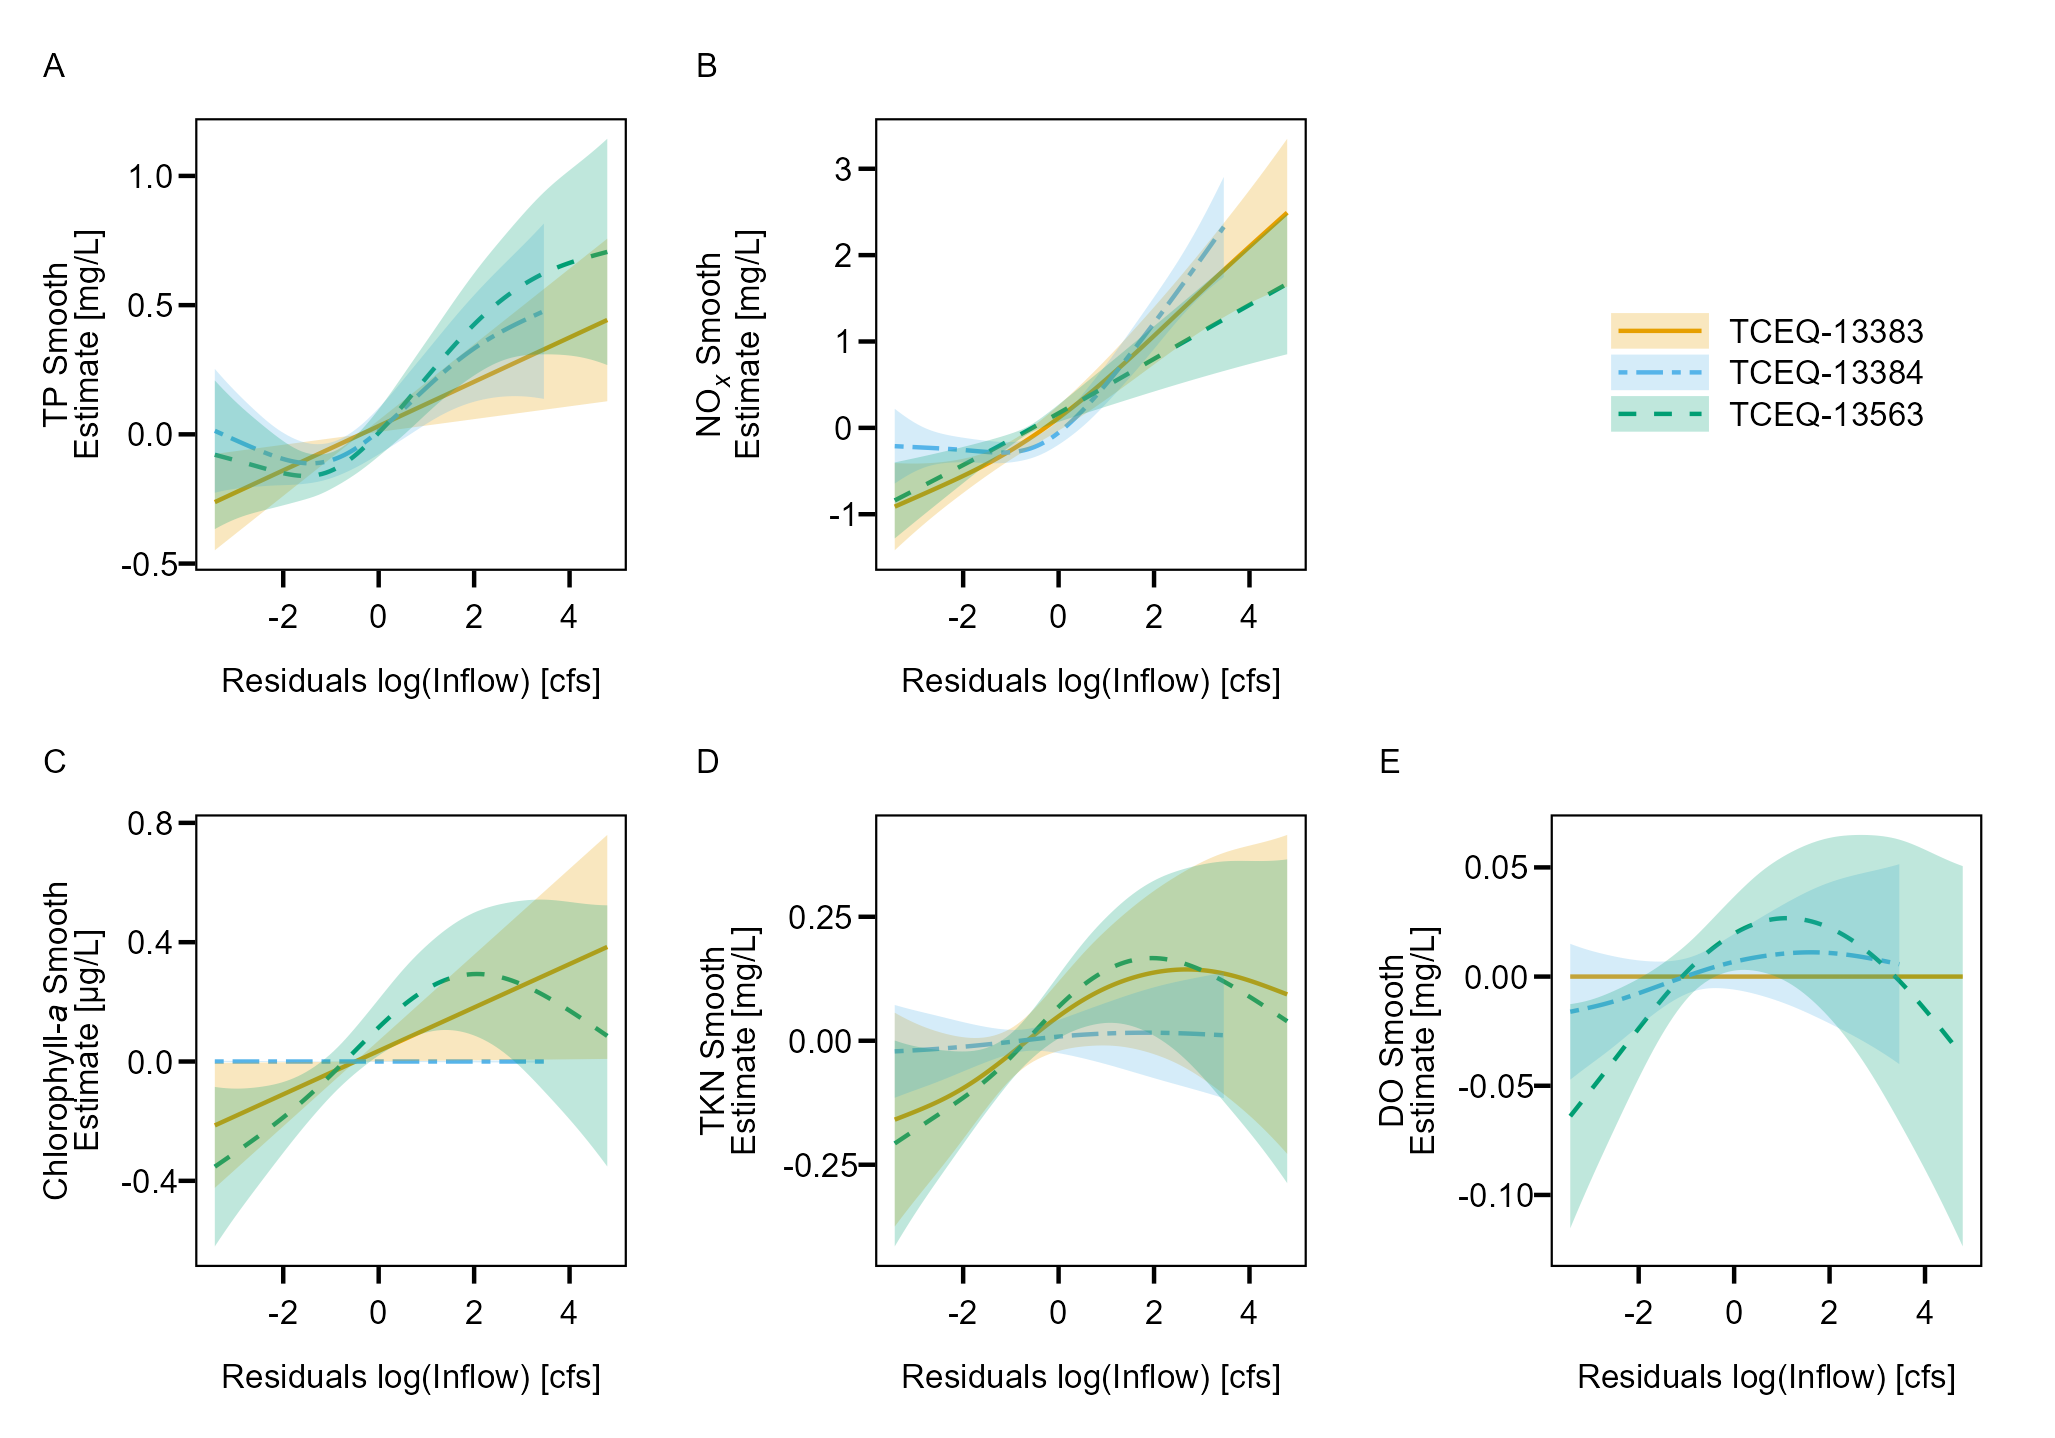 A
TP Smooth
Estimate [mg/L]
1.0
0.5
0.0
-0.5
-2 0 2 4
Residuals log(Inflow) [cfs]
B
NOx Smooth
Estimate [mg/L]
3
2
1
0
-1
-2 0 2 4
Residuals log(Inflow) [cfs]
TCEQ-13383
TCEQ-13384
TCEQ-13563
C
Chlorophyll-a Smooth
Estimate [µg/L]
0.8
0.4
0.0
-0.4
-2 0 2 4
Residuals log(Inflow) [cfs]
D
TKN Smooth
Estimate [mg/L]
0.25
0.00
-0.25
-2 0 2 4
Residuals log(Inflow) [cfs]
E
DO Smooth
Estimate [mg/L]
0.05
0.00
-0.05
-0.10
-2 0 2 4
Residuals log(Inflow) [cfs]